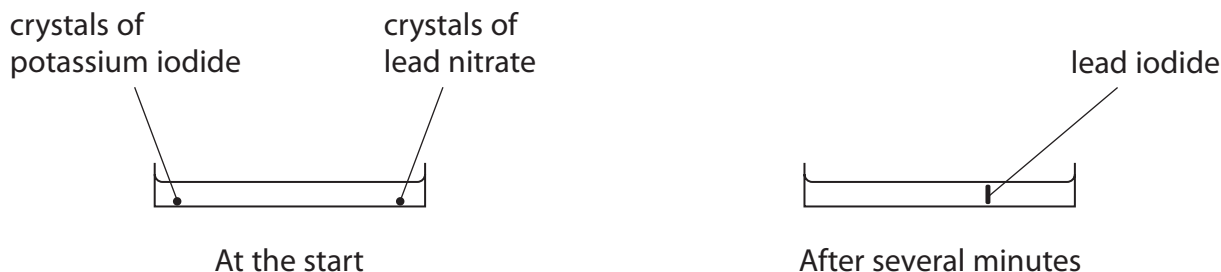 crystals of
potassium iodide
crystals of
lead nitrate
lead iodide
At the start
After several minutes